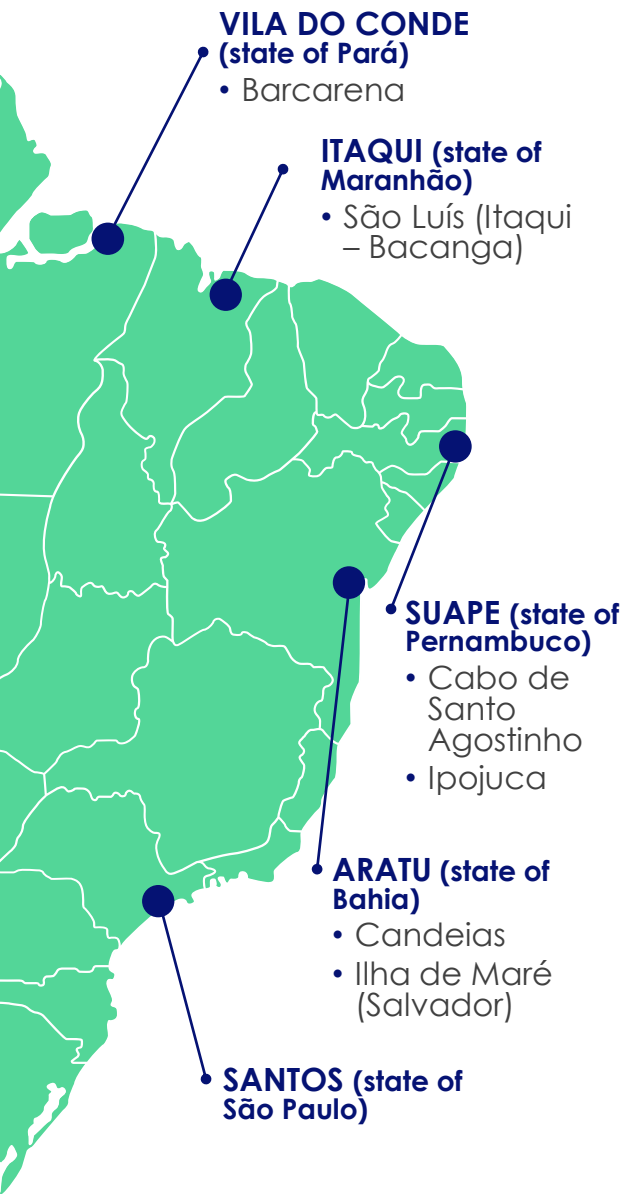 VILA DO CONDE
(state of Pará)
• Barcarena
ITAQUI (state of
Maranhão)
• São Luís (Itaqui
– Bacanga)
SUAPE (state of
Pernambuco)
• Cabo de
Santo
Agostinho
• Ipojuca
ARATU (state of
Bahia)
• Candeias
• Ilha de Maré
(Salvador)
SANTOS (state of
São Paulo)